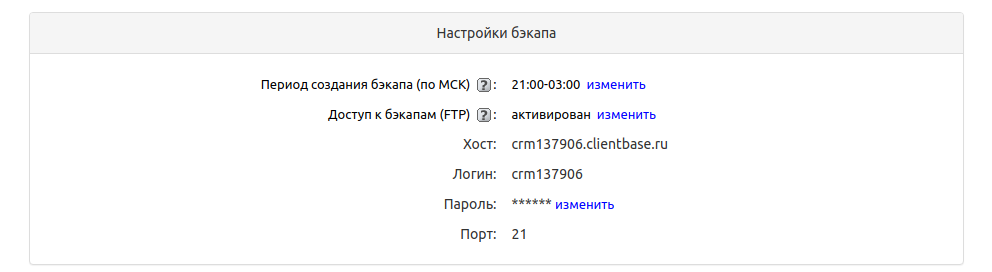 Настройки бэкапа
Период создания бэкапа (по МСК) ? : 21:00-03:00 изменить
Доступ к бэкапам (FTP) ? : активирован изменить
Хост: crm137906.clientbase.ru
Логин: crm137906
Пароль: ****** изменить
Порт: 21